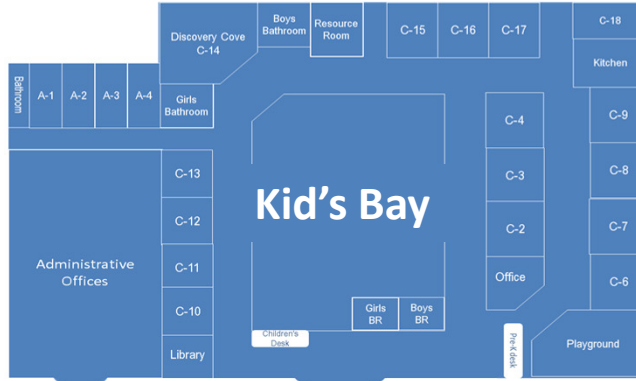 Discovery Cove
C-14
Boys
Bathroom
Resource
Room
C-15
C-16
C-17
C-18
Kitchen
Bathroom
A-1
A-2
A-3
A-4
Girls
Bathroom
C-4
C-9
C-13
C-3
C-8
Kid's Bay
C-12
C-2
C-7
Administrative
Offices
C-11
Office
C-6
C-10
Girls
BR
Boys
BR
Children's
Desk
Library
Pre-K desk
Playground